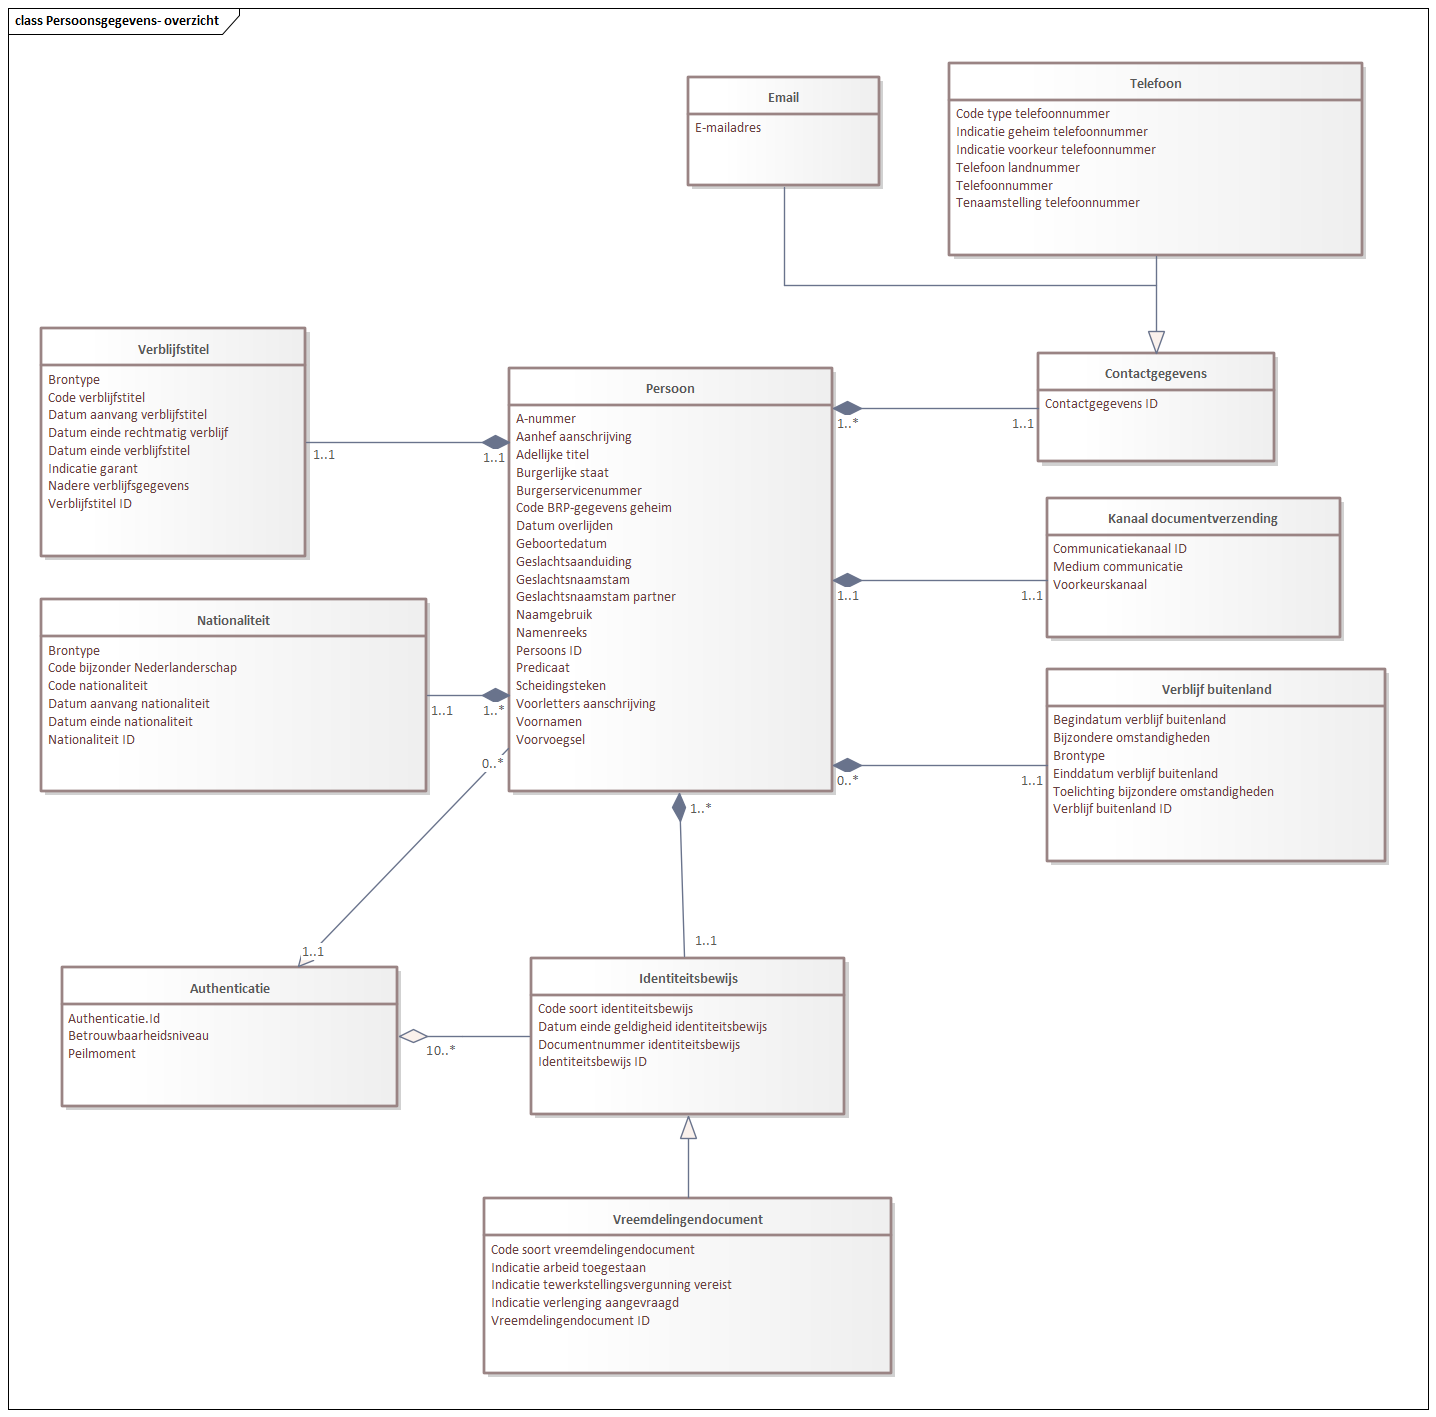 class Persoonsgegevens- overzicht
Email
E-mailadres
Telefoon
Code type telefoonnummer
Indicatie geheim telefoonnummer
Indicatie voorkeur telefoonnummer
Telefoon landnummer
Telefoonnummer
Tenaamstelling telefoonnummer
Verblijfstitel
Brontype
Code verblijfstitel
Datum aanvang verblijfstitel
Datum einde rechtmatig verblijf
Datum einde verblijfstitel
Indicatie garant
Nadere verblijfsgegevens
Verblijfstitel ID
1..1
1..1
Persoon
A-nummer
Aanhef aanschrijving
Adellijke titel
Burgerlijke staat
Burgerservicenummer
Code BRP-gegevens geheim
Datum overlijden
Geboortedatum
Geslachtsaanduiding
Geslachtsnaamstam
Geslachtsnaamstam partner
Naamgebruik
Namenreeks
Persoons ID
Predicaat
Scheidingsteken
Voorletters aanschrijving
Voornamen
Voorvoegsel
1..*
1..1
Contactgegevens
Contactgegevens ID
1..1
1..1
Kanaal documentverzending
Communicatiekanaal ID
Medium communicatie
Voorkeurskanaal
Nationaliteit
Brontype
Code bijzonder Nederlanderschap
Code nationaliteit
Datum aanvang nationaliteit
Datum einde nationaliteit
Nationaliteit ID
1..1
1..*
0..*
0..*
1..1
Verblijf buitenland
Begindatum verblijf buitenland
Bijzondere omstandigheden
Brontype
Einddatum verblijf buitenland
Toelichting bijzondere omstandigheden
Verblijf buitenland ID
1..*
1..1
1..1
Authenticatie
Authenticatie.Id
Betrouwbaarheidsniveau
Peilmoment
10..*
Identiteitsbewijs
Code soort identiteitsbewijs
Datum einde geldigheid identiteitsbewijs
Documentnummer identiteitsbewijs
Identiteitsbewijs ID
Vreemdelingendocument
Code soort vreemdelingendocument
Indicatie arbeid toegestaan
Indicatie tewerkstellingsvergunning vereist
Indicatie verlenging aangevraagd
Vreemdelingendocument ID